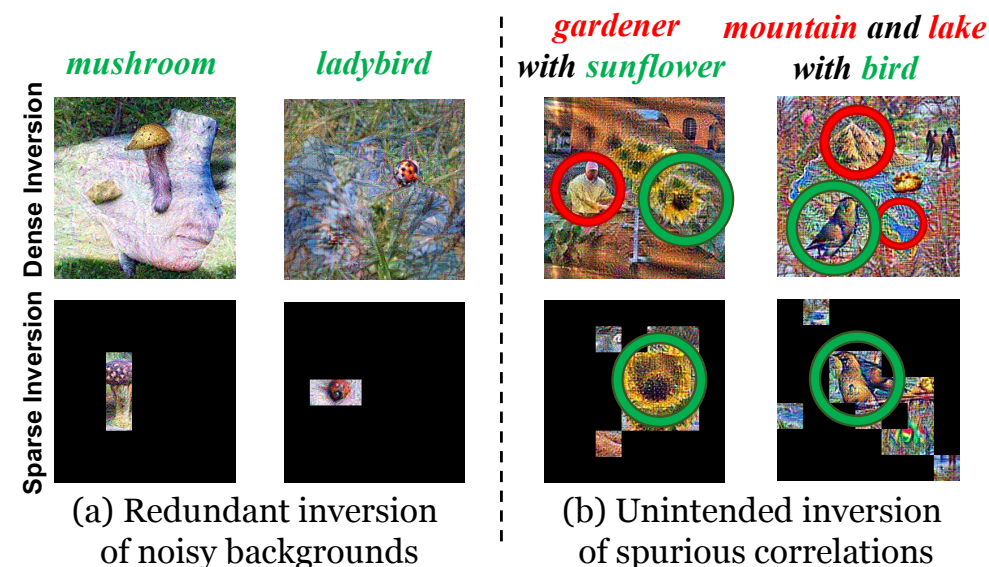 mushroom
ladybird
gardener
with sunflower
mountain and lake
with bird
Dense Inversion
Sparse Inversion
(a) Redundant inversion
of noisy backgrounds
(b) Unintended inversion
of spurious correlations